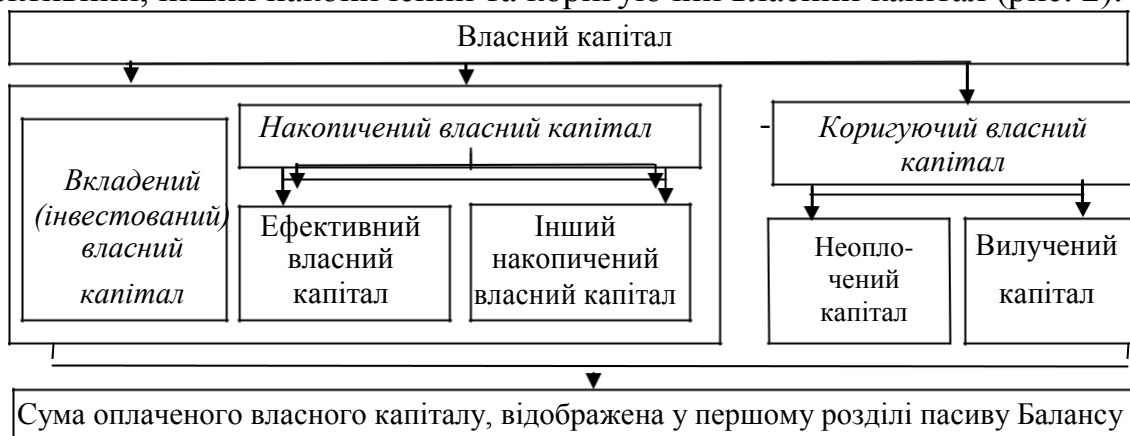 Власний капітал
Накопичений власний капітал
-
Коригуючий власний
капітал
Вкладений
(інвестований)
власний
капітал
Ефективний
власний
капітал
Інший
накопичений
власний капітал
Неопло-
чений
капітал
Вилучений
капітал
Сума оплаченого власного капіталу, відображена у першому розділі пасиву Балансу